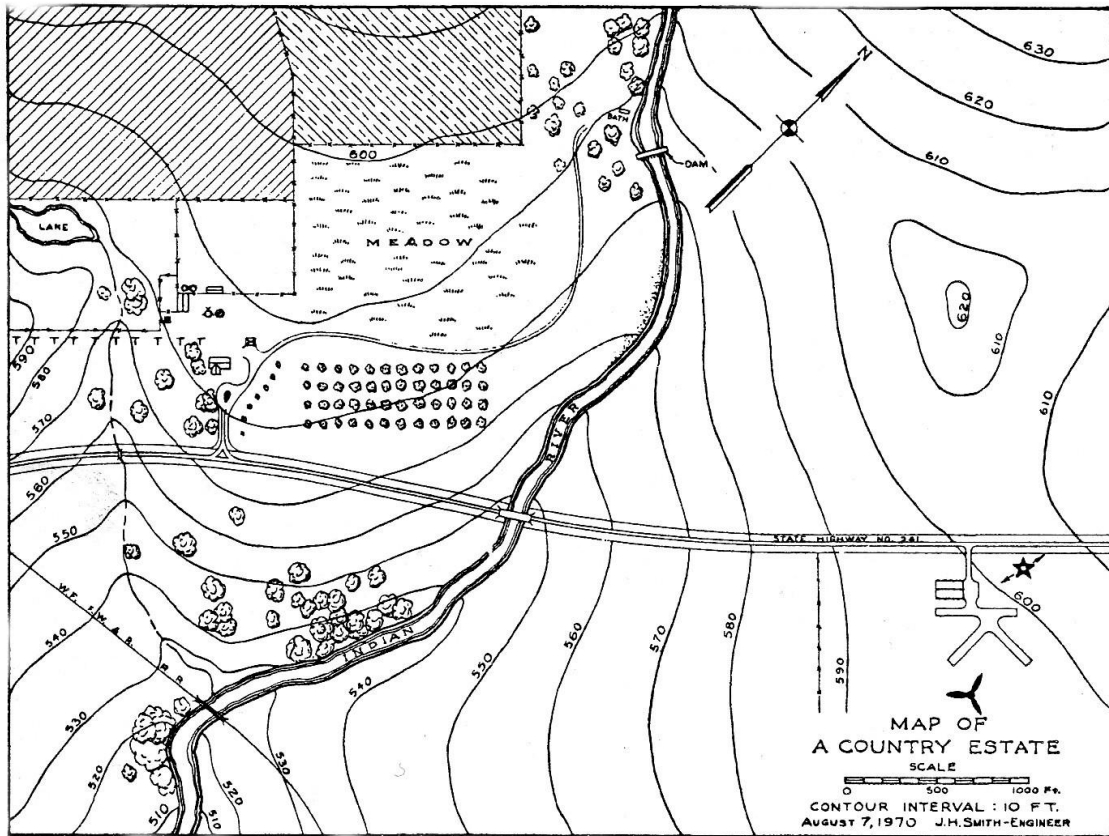 630
N
620
BATH
600
DAM
610
LAKE
MEADOW
620
610
590
580
610
570
RIVER
580
550
STATE HIGHWAY NO. 281
600
540
W.F. & W.A.R.
R.R.
INDIAN
560
570
580
590
550
540
530
530
520
520
510
510
MAP OF
A COUNTRY ESTATE
SCALE
0 500 1000 FT.
CONTOUR INTERVAL : 10 FT.
AUGUST 7, 1970 J.H. SMITH-ENGINEER